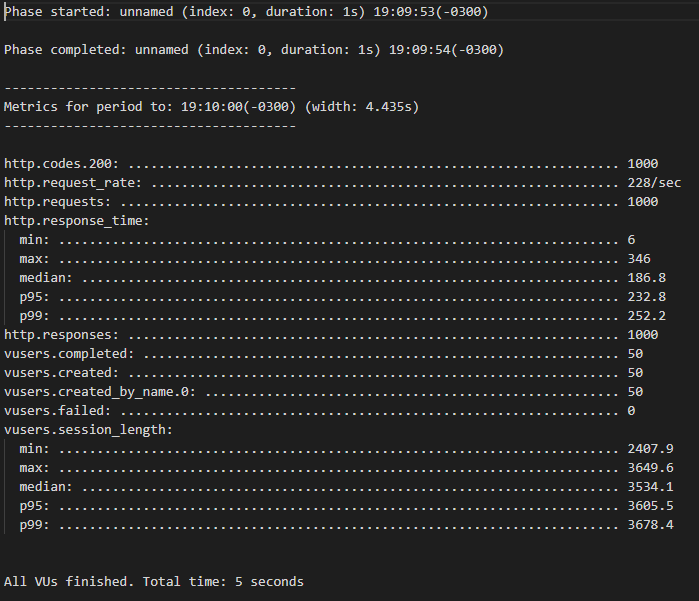 Phase started: unnamed (index: 0, duration: 1s) 19:09:53(-0300)
Phase completed: unnamed (index: 0, duration: 1s) 19:09:54(-0300)
--------------------------------------
Metrics for period to: 19:10:00(-0300) (width: 4.435s)
--------------------------------------
http.codes.200: ................................................................ 1000
http.request_rate: ............................................................. 228/sec
http.requests: ................................................................. 1000
http.response_time:
  min: ......................................................................... 6
  max: ......................................................................... 346
  median: ...................................................................... 186.8
  p95: ......................................................................... 232.8
  p99: ......................................................................... 252.2
http.responses: ................................................................ 1000
vusers.completed: .............................................................. 50
vusers.created: ................................................................ 50
vusers.created_by_name.0: ...................................................... 50
vusers.failed: ................................................................. 0
vusers.session_length:
  min: ......................................................................... 2407.9
  max: ......................................................................... 3649.6
  median: ...................................................................... 3534.1
  p95: ......................................................................... 3605.5
  p99: ......................................................................... 3678.4
All VUs finished. Total time: 5 seconds